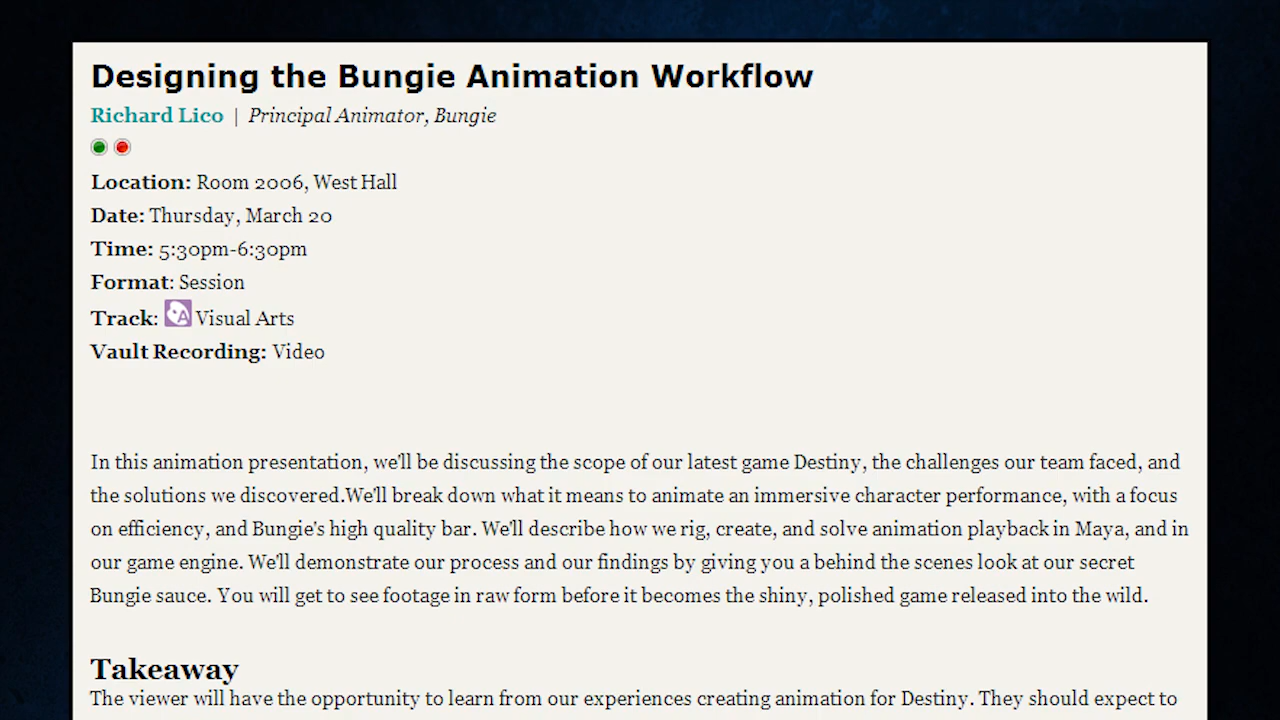 Designing the Bungie Animation Workflow
Richard Lico | Principal Animator, Bungie
Location: Room 2006, West Hall
Date: Thursday, March 20
Time: 5:30pm-6:30pm
Format: Session
Track: A Visual Arts
Vault Recording: Video
In this animation presentation, we'll be discussing the scope of our latest game Destiny, the challenges our team faced, and
the solutions we discovered.We'll break down what it means to animate an immersive character performance, with a focus
on efficiency, and Bungie's high quality bar. We'll describe how we rig, create, and solve animation playback in Maya, and in
our game engine. We'll demonstrate our process and our findings by giving you a behind the scenes look at our secret
Bungie sauce. You will get to see footage in raw form before it becomes the shiny, polished game released into the wild.
Takeaway
The viewer will have the opportunity to learn from our experiences creating animation for Destiny. They should expect to